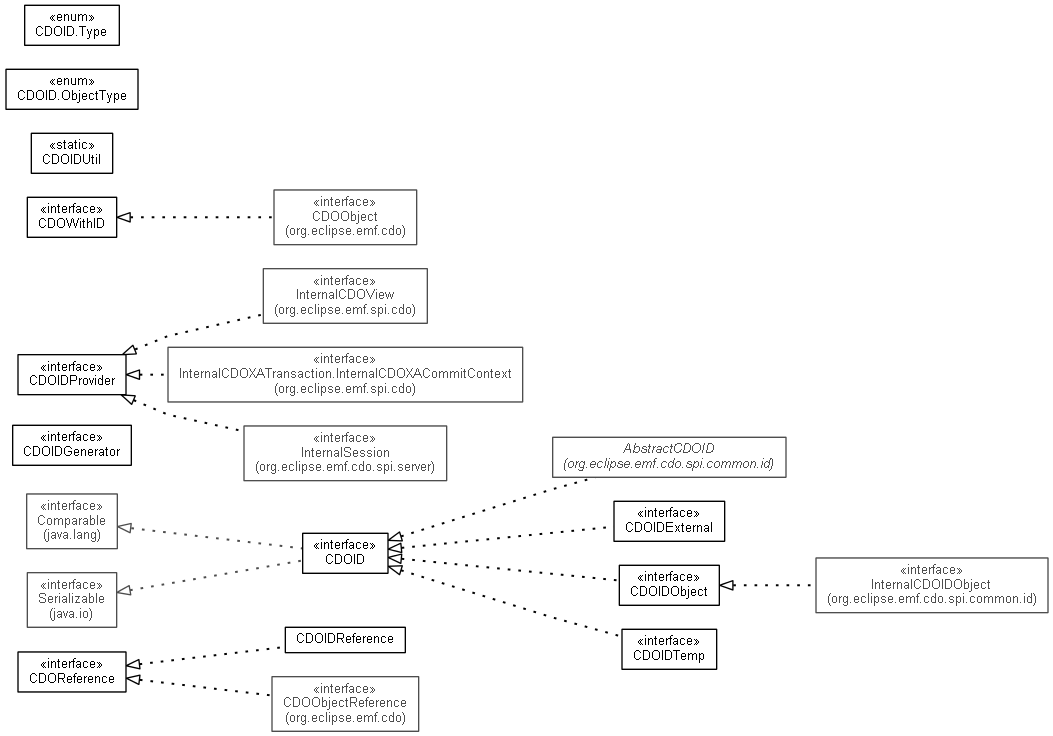 «enum»
CDOID.Type
«enum»
CDOID.ObjectType
«static»
CDOIDUtil
«interface»
CDOWithID
«interface»
CDOObject
(org.eclipse.emf.cdo)
«interface»
InternalCDOView
(org.eclipse.emf.spi.cdo)
«interface»
CDOIDProvider
«interface»
InternalCDOXATransaction.InternalCDOXACommitContext
(org.eclipse.emf.spi.cdo)
«interface»
CDOIDGenerator
«interface»
InternalSession
(org.eclipse.emf.cdo.spi.server)
AbstractCDOID
(org.eclipse.emf.cdo.spi.common.id)
«interface»
Comparable
(java.lang)
«interface»
CDOIDExternal
«interface»
CDOID
«interface»
Serializable
(java.io)
«interface»
CDOIDObject
«interface»
InternalCDOIDObject
(org.eclipse.emf.cdo.spi.common.id)
«interface»
CDOReference
CDOIDReference
«interface»
CDOIDTemp
«interface»
CDOObjectReference
(org.eclipse.emf.cdo)